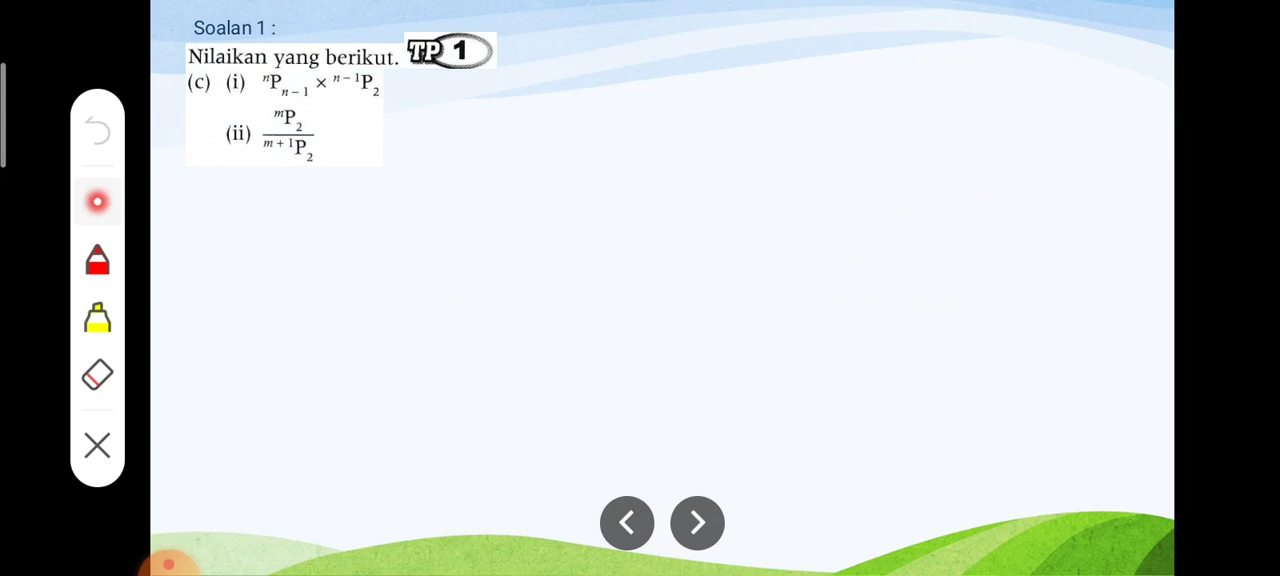 Soalan 1 :
Nilaikan yang berikut. TP 1
(c) (i) ⁿPₙ₋₁ × ⁿ⁻¹P₂
(ii) ᵐP₂
ᵐ⁺¹P₂